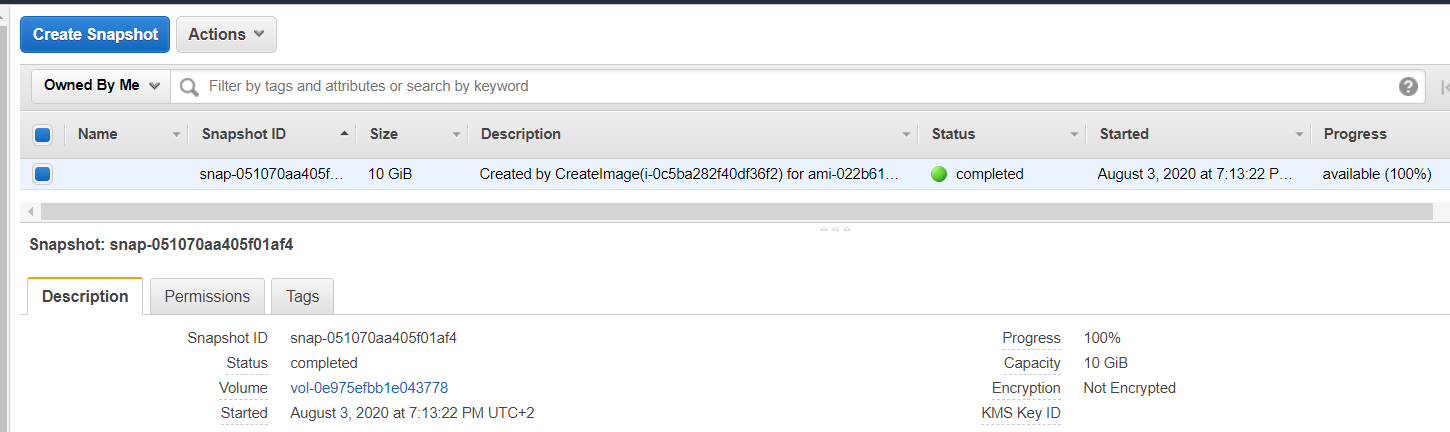 Create Snapshot Actions
Owned By Me Filter by tags and attributes or search by keyword ?
Name Snapshot ID Size Description Status Started Progress
snap-051070aa405f... 10 GiB Created by CreateImage(i-0c5ba282f40df36f2) for ami-022b61... completed August 3, 2020 at 7:13:22 P... available (100%)
Snapshot: snap-051070aa405f01af4
Description Permissions Tags
Snapshot ID snap-051070aa405f01af4 Progress 100%
Status completed Capacity 10 GiB
Volume vol-0e975efbb1e043778 Encryption Not Encrypted
Started August 3, 2020 at 7:13:22 PM UTC+2 KMS Key ID